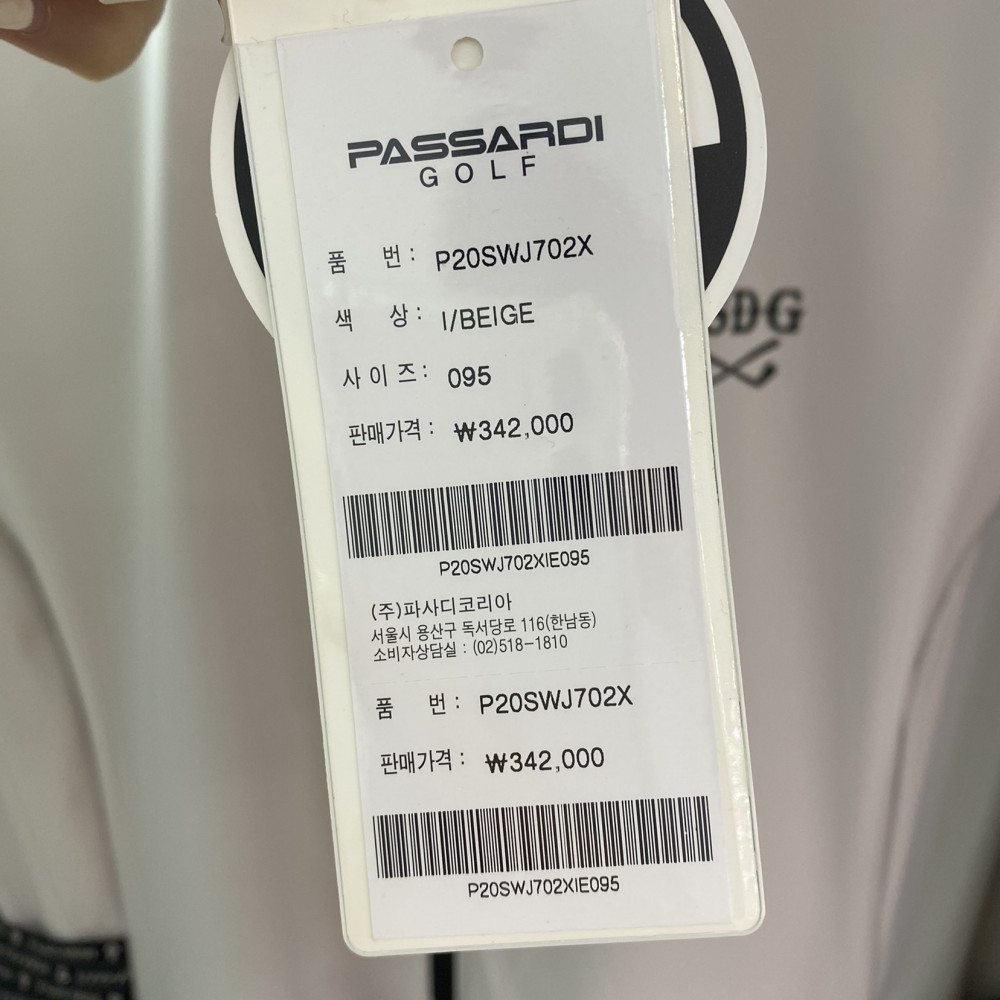 PASSARDI
GOLF
품 번 : P20SWJ702X
색 상 : I/BEIGE
사 이 즈 : 095
판매가격 : ₩342,000
P20SWJ702XIE095
(주)파사디코리아
서울시 용산구 독서당로 116(한남동)
소비자상담실 : (02)518-1810
품 번 : P20SWJ702X
판매가격 : ₩342,000
P20SWJ702XIE095
SDG